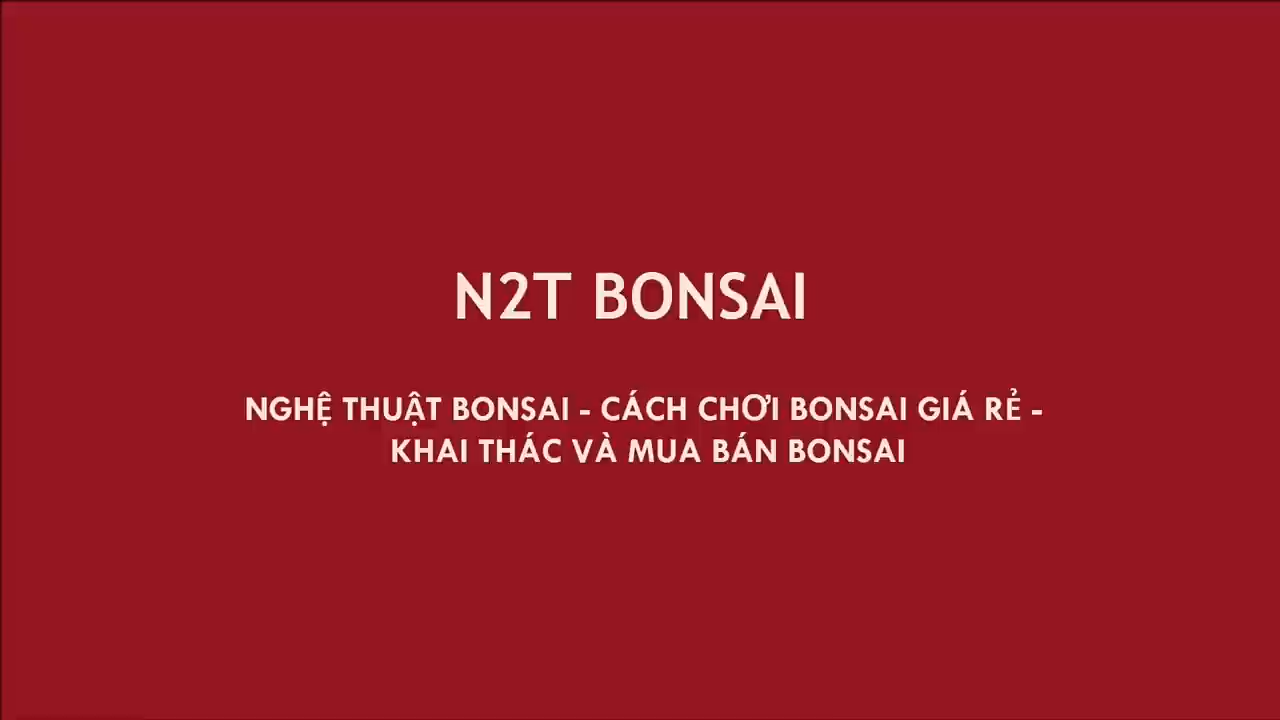 N2T BONSAI
NGHỆ THUẬT BONSAI - CÁCH CHƠI BONSAI GIÁ RẺ -
KHAI THÁC VÀ MUA BÁN BONSAI